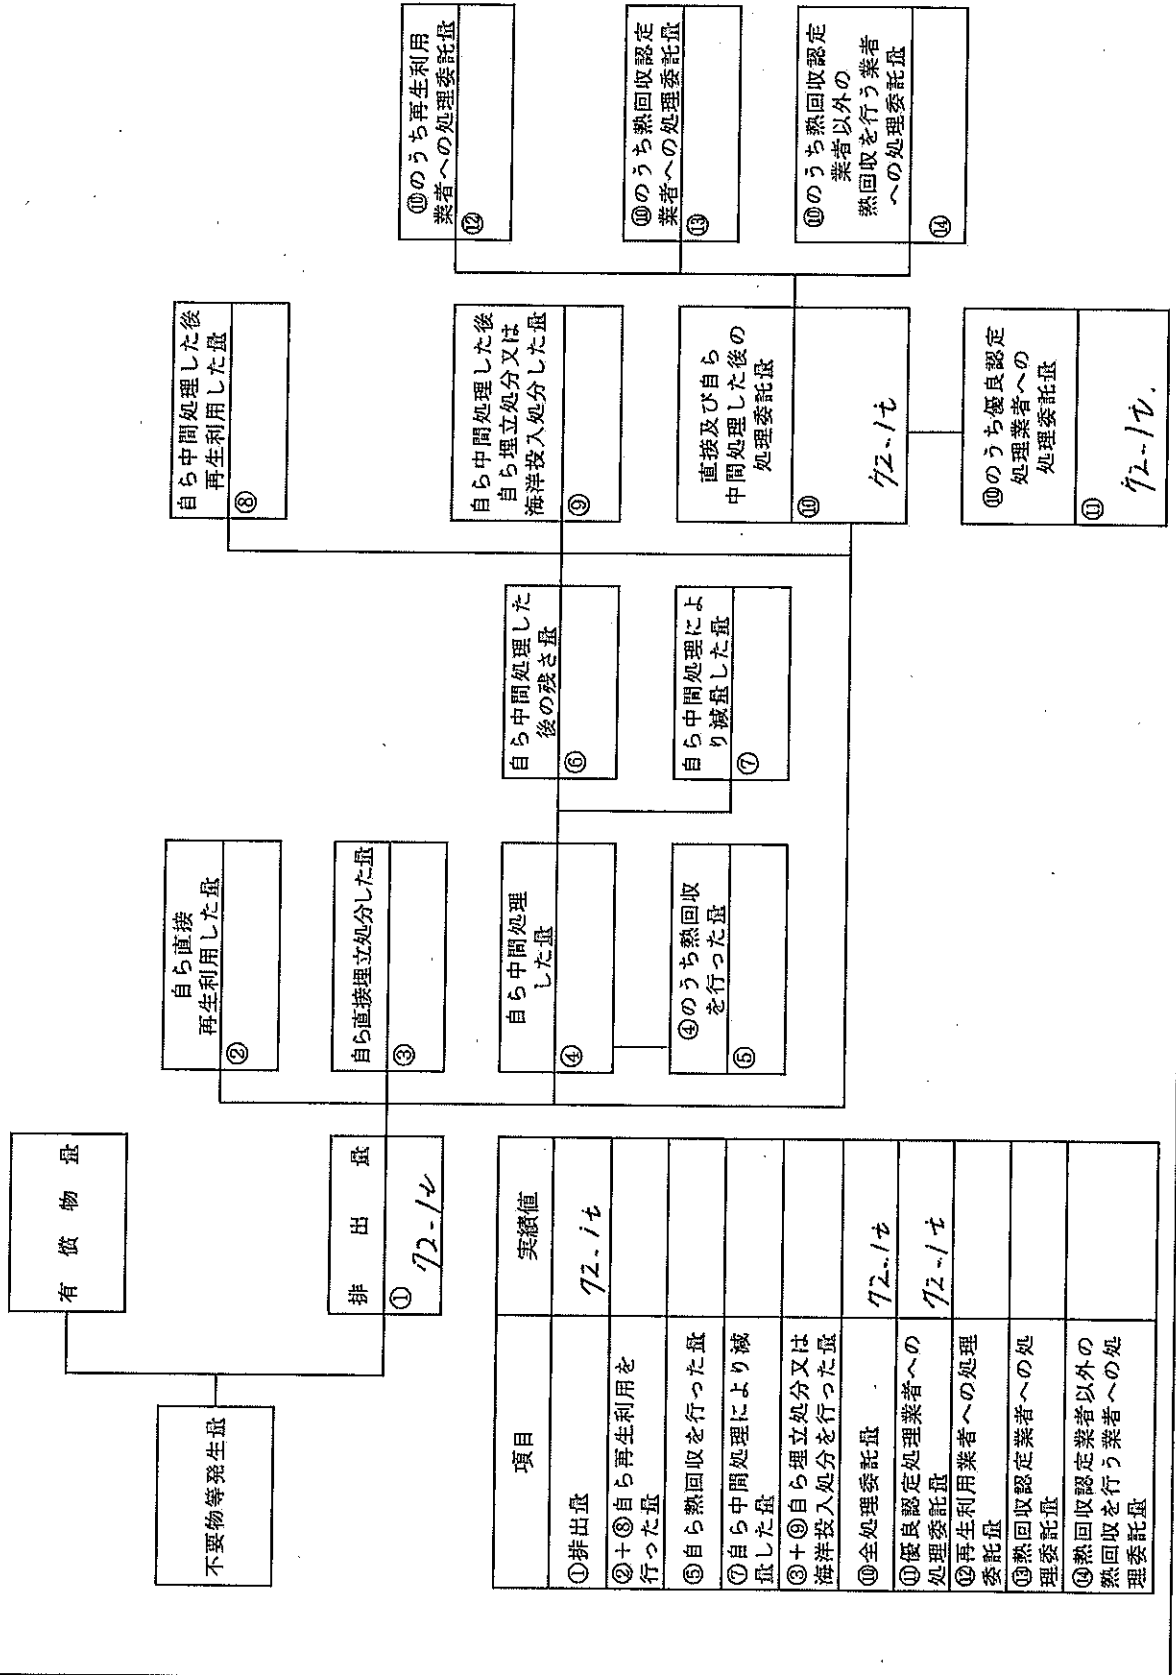 不要物等発生量
有償物量
排出量
①
72.1t
自ら直接
再生利用した量
②
自ら直接埋立処分した量
③
自ら中間処理
した量
④
④のうち熱回収
を行った量
⑤
自ら中間処理した
後の残さ量
⑥
自ら中間処理によ
り減量した量
⑦
自ら中間処理した後
再生利用した量
⑧
自ら中間処理した後
自ら埋立処分又は
海洋投入処分した量
⑨
直接及び自ら
中間処理した後の
処理委託量
⑩
72.1t
⑩のうち優良認定
処理業者への
処理委託量
⑪
72.1t.
⑩のうち再生利用
業者への処理委託量
⑫
⑩のうち熱回収認定
業者への処理委託量
⑬
⑩のうち熱回収認定
業者以外の
熱回収を行う業者
への処理委託量
⑭
項目 実績値
①排出量 72.1t
②+⑧自ら再生利用を
行った量
⑤自ら熱回収を行った量
⑦自ら中間処理により減
量した量
③+⑨自ら埋立処分又は
海洋投入処分を行った量
⑩全処理委託量 72.1t
⑪優良認定処理業者への
処理委託量 72.1t
⑫再生利用業者への処理
委託量
⑬熱回収認定業者への処
理委託量
⑭熱回収認定業者以外の
熱回収を行う業者への処
理委託量